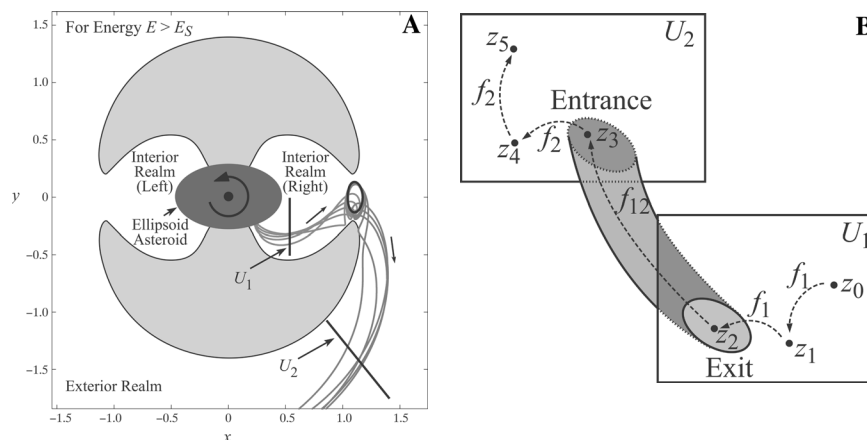 For Energy E > E_S
A
1.5
1.0
0.5
0
-0.5
-1.0
-1.5
y
Interior
Realm
(Left)
Interior
Realm
(Right)
Ellipsoid
Asteroid
U_1
U_2
Exterior Realm
-1.5
-1.0
-0.5
0
0.5
1.0
1.5
x
B
U_2
z_5
f_2
Entrance
z_4
f_2
z_3
f_12
U_1
f_1
z_0
f_1
z_2
z_1
Exit